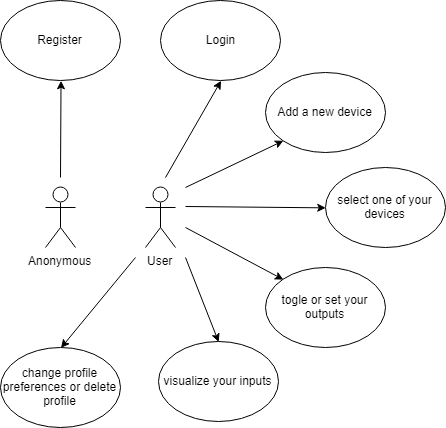 Register
Login
Add a new device
select one of your
devices
Anonymous
User
togle or set your
outputs
change profile
preferences or delete
profile
visualize your inputs